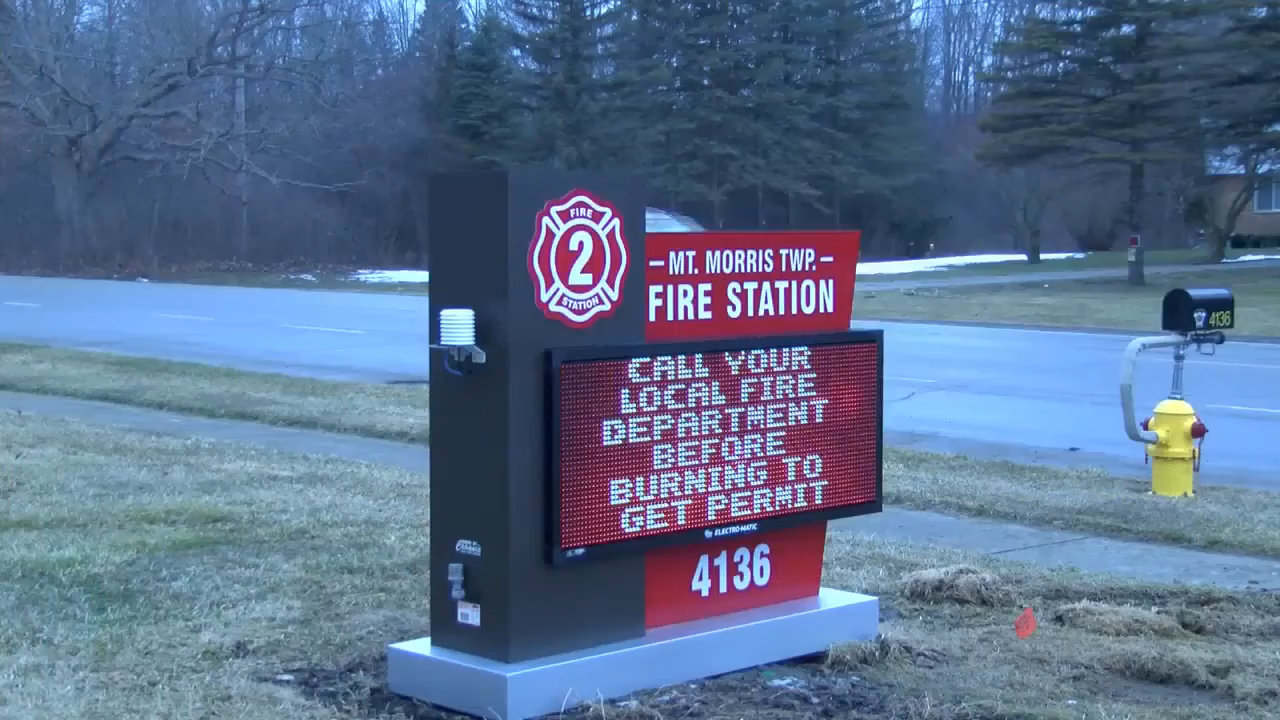 FIRE
2
STATION
–MT. MORRIS TWP.–
FIRE STATION
CALL YOUR
LOCAL FIRE
DEPARTMENT
BEFORE
BURNING TO
GET PERMIT
ELECTRO-MATIC
4136
4136